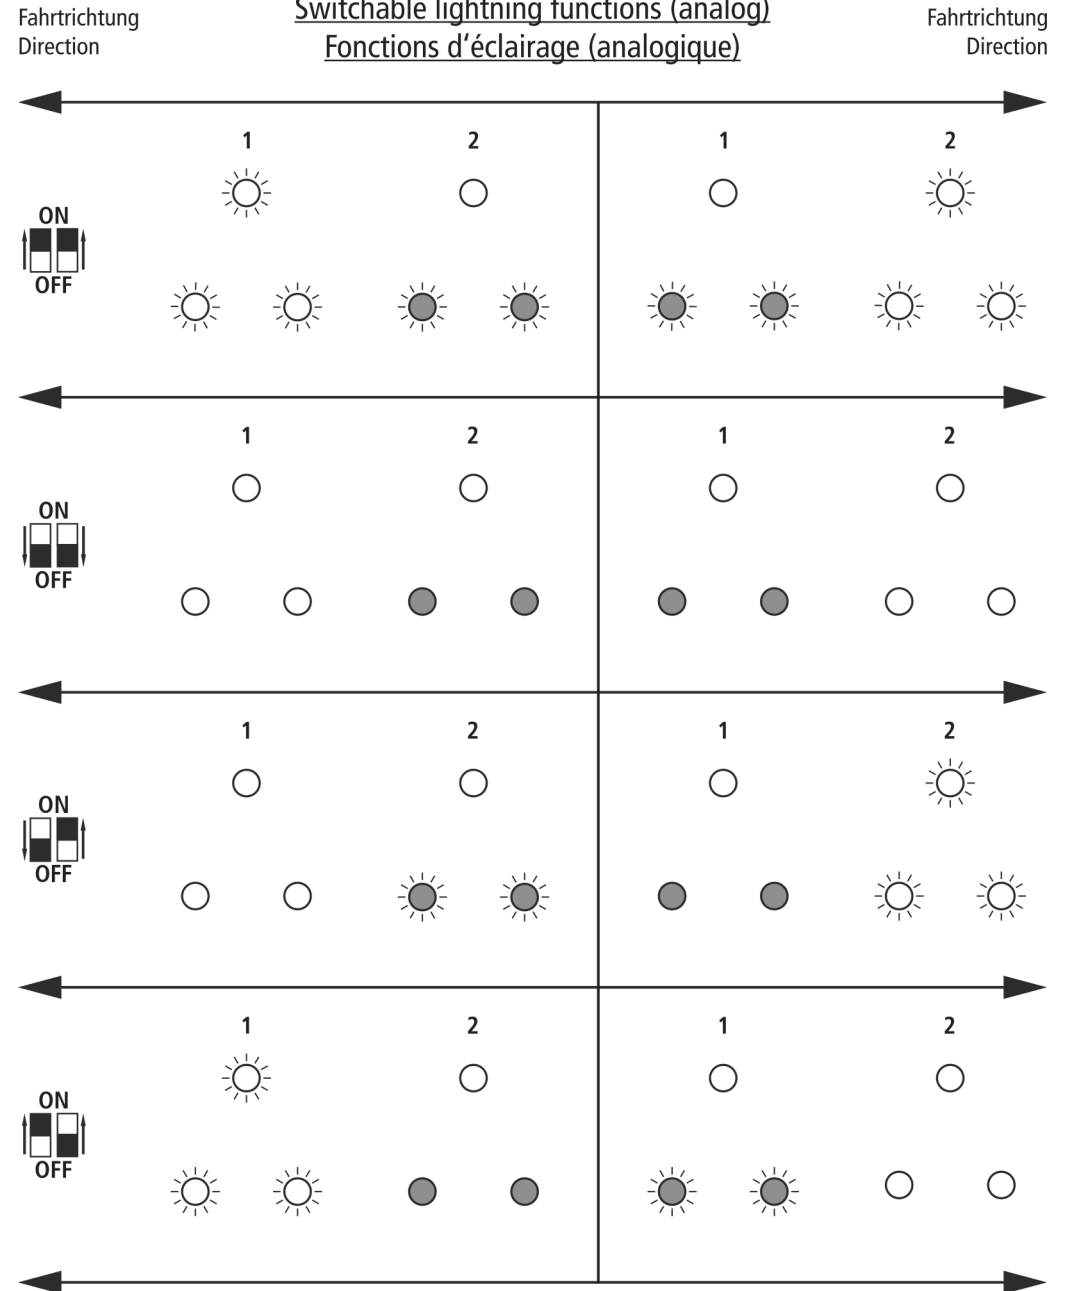 Fahrtrichtung
Direction
Switchable lightning functions (analog)
Fonctions d‘éclairage (analogique)
Fahrtrichtung
Direction
1 2 1 2
ON
OFF
1 2 1 2
ON
OFF
1 2 1 2
ON
OFF
1 2 1 2
ON
OFF